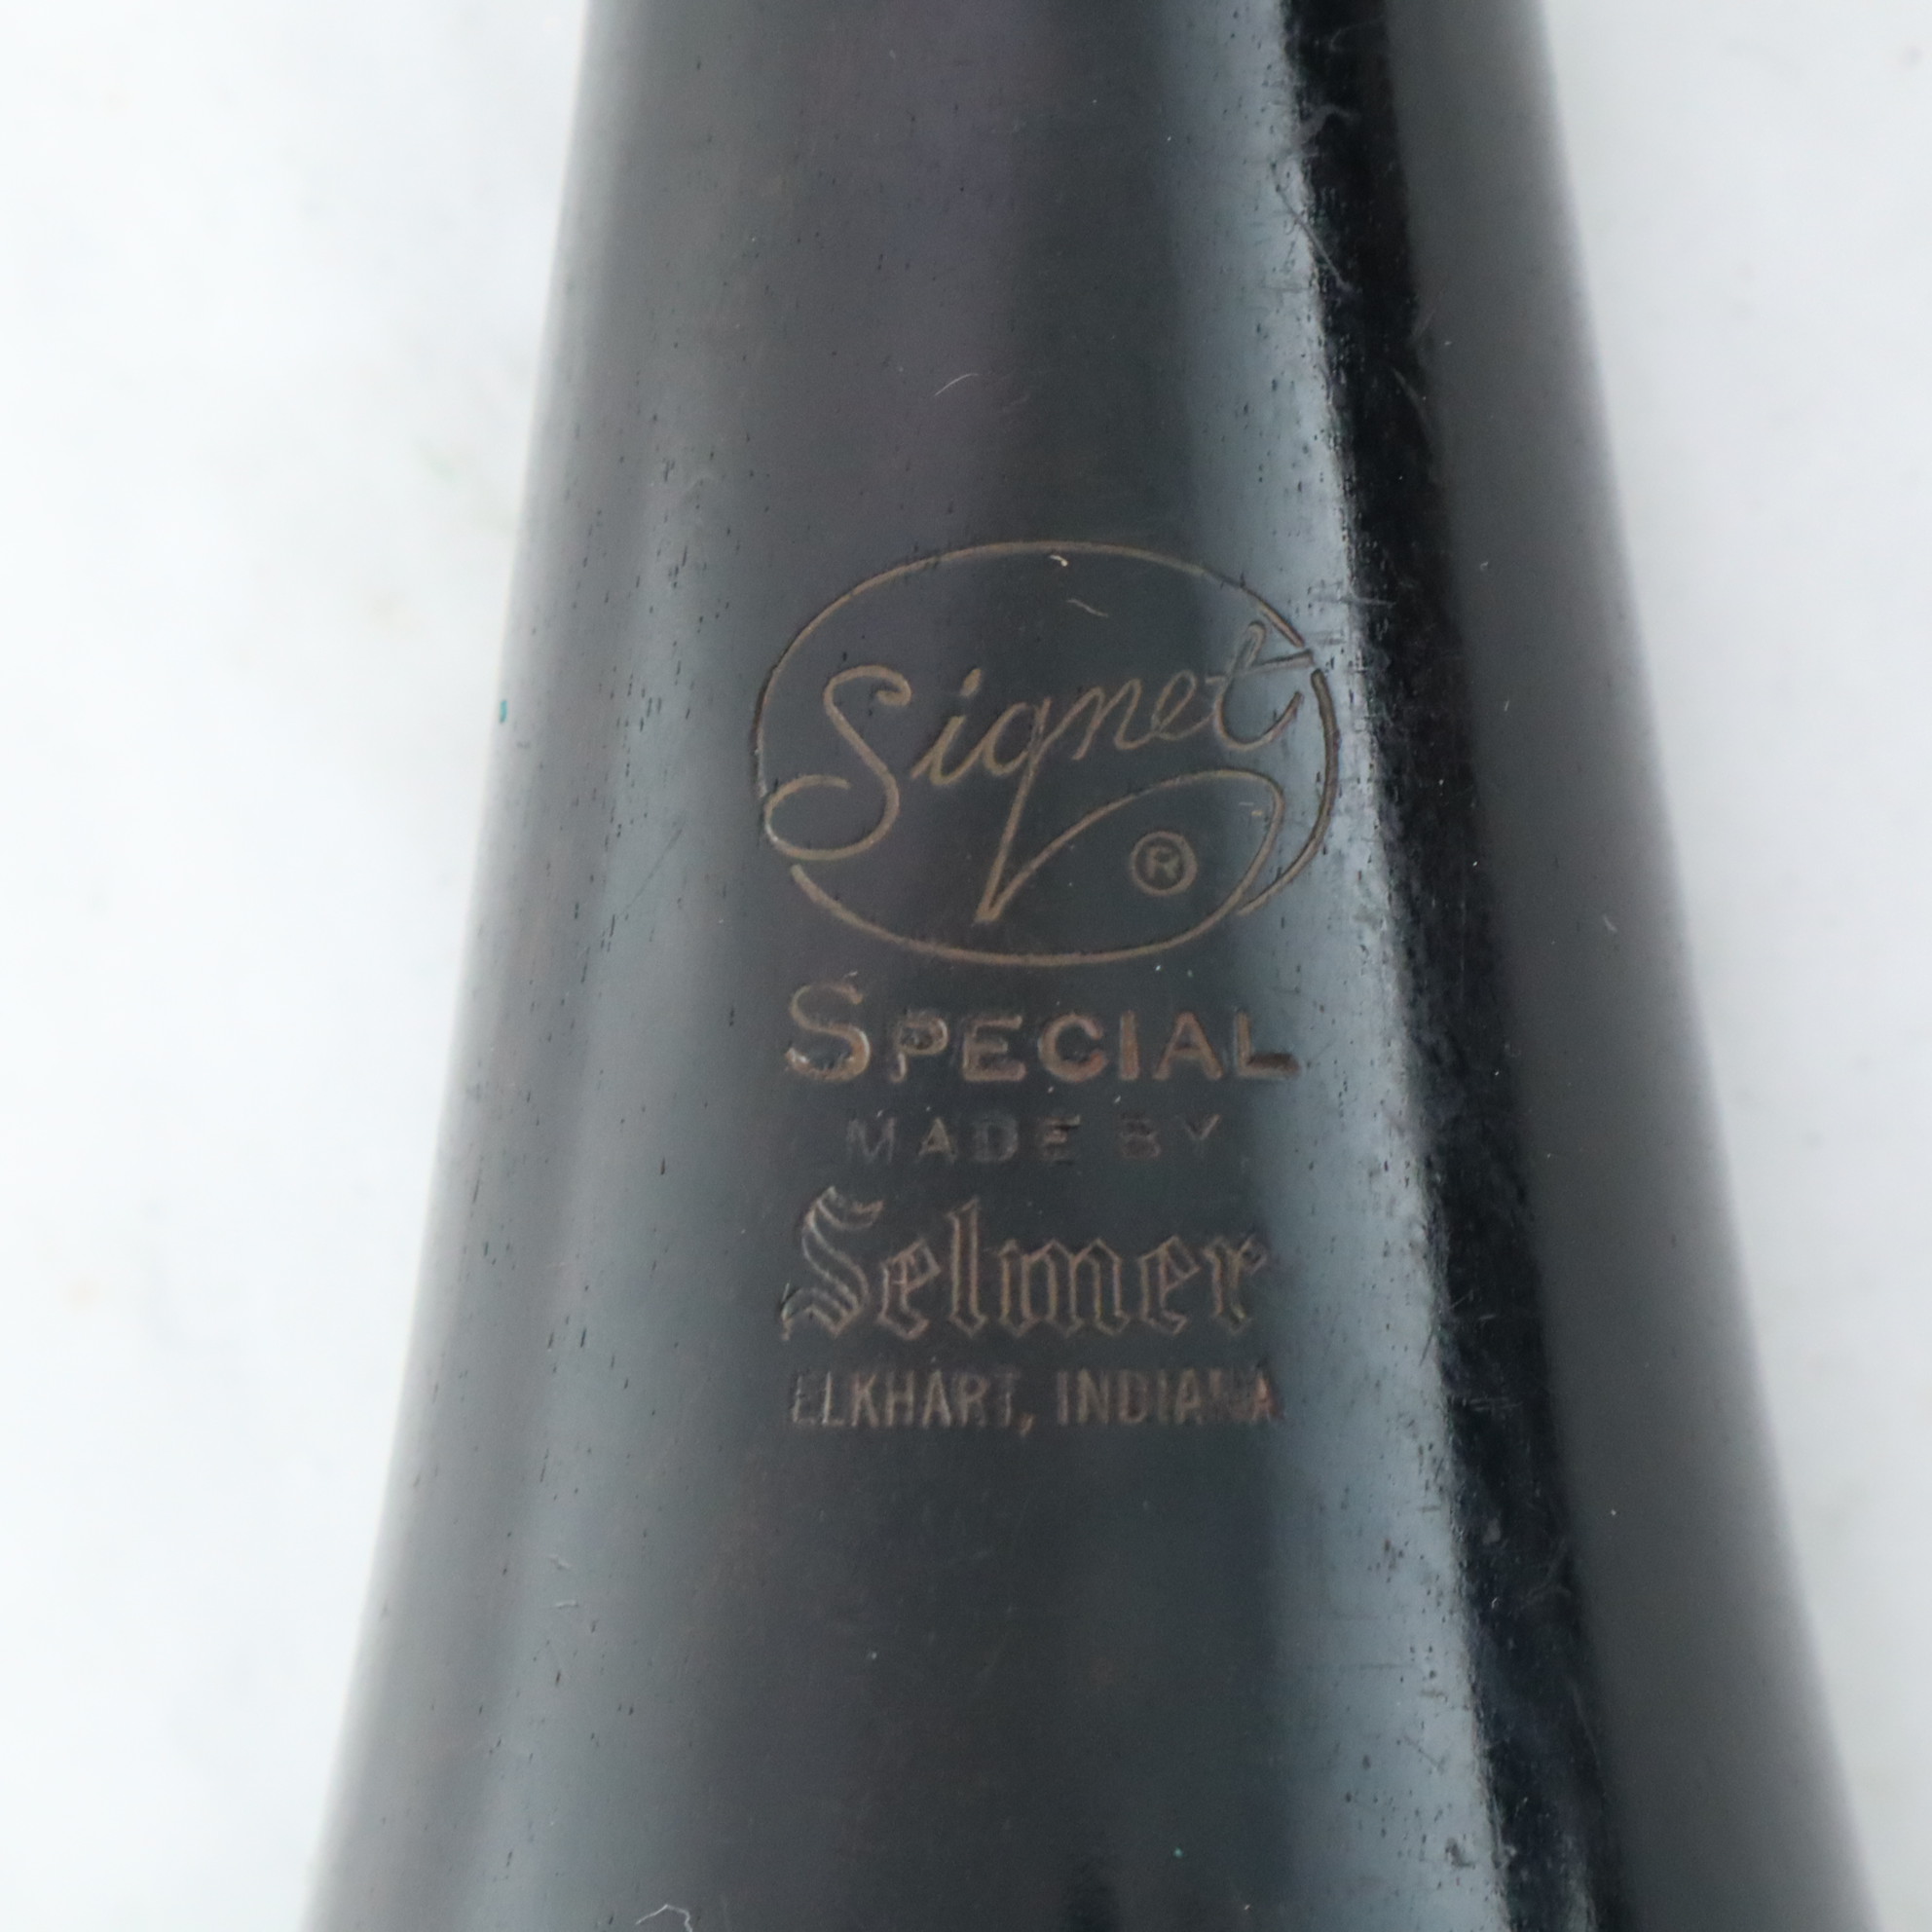 Signet
®
SPECIAL
MADE BY
Selmer
ELKHART, INDIANA